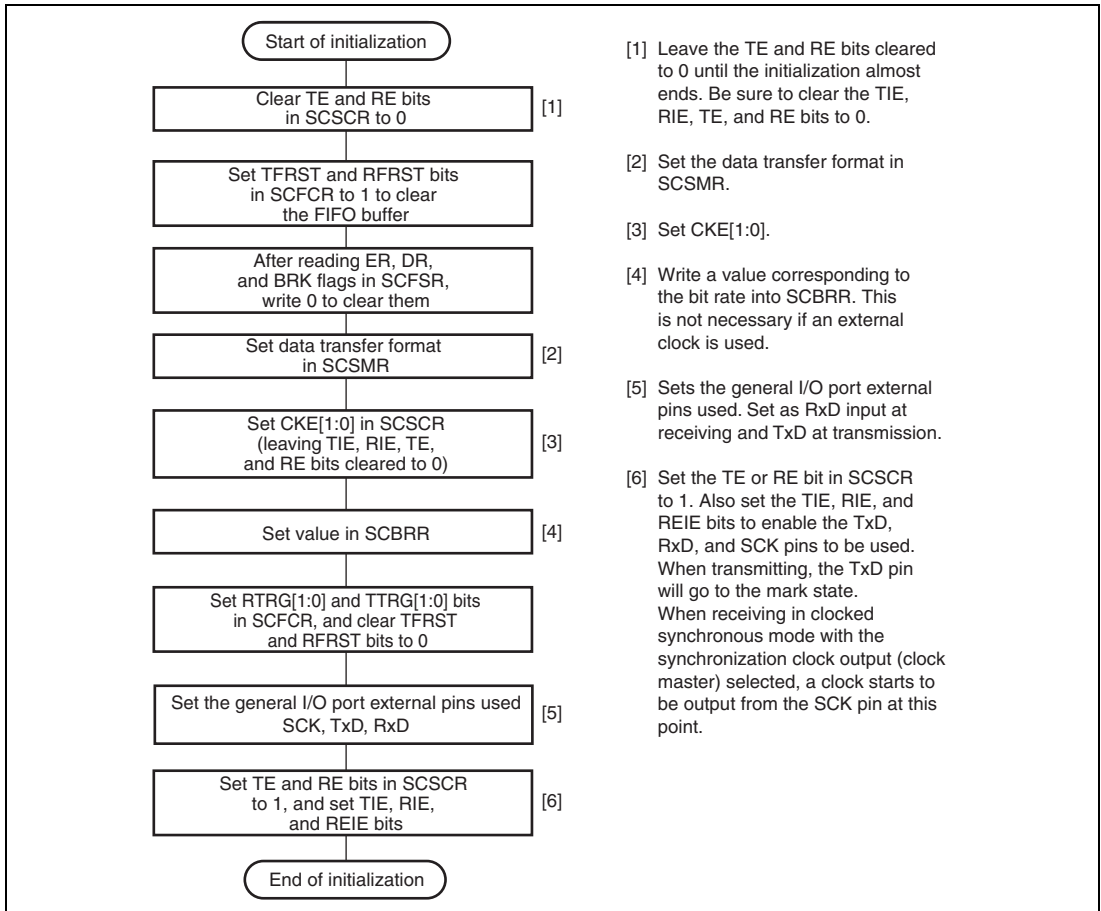 Start of initialization
Clear TE and RE bits
in SCSCR to 0
[1]
Set TFRST and RFRST bits
in SCFCR to 1 to clear
the FIFO buffer
After reading ER, DR,
and BRK flags in SCFSR,
write 0 to clear them
Set data transfer format
in SCSMR
[2]
Set CKE[1:0] in SCSCR
(leaving TIE, RIE, TE,
and RE bits cleared to 0)
[3]
Set value in SCBRR
[4]
Set RTRG[1:0] and TTRG[1:0] bits
in SCFCR, and clear TFRST
and RFRST bits to 0
Set the general I/O port external pins used
SCK, TxD, RxD
[5]
Set TE and RE bits in SCSCR
to 1, and set TIE, RIE,
and REIE bits
[6]
End of initialization
[1] Leave the TE and RE bits cleared
to 0 until the initialization almost
ends. Be sure to clear the TIE,
RIE, TE, and RE bits to 0.
[2] Set the data transfer format in
SCSMR.
[3] Set CKE[1:0].
[4] Write a value corresponding to
the bit rate into SCBRR. This
is not necessary if an external
clock is used.
[5] Sets the general I/O port external
pins used. Set as RxD input at
receiving and TxD at transmission.
[6] Set the TE or RE bit in SCSCR
to 1. Also set the TIE, RIE, and
REIE bits to enable the TxD,
RxD, and SCK pins to be used.
When transmitting, the TxD pin
will go to the mark state.
When receiving in clocked
synchronous mode with the
synchronization clock output (clock
master) selected, a clock starts to
be output from the SCK pin at this
point.